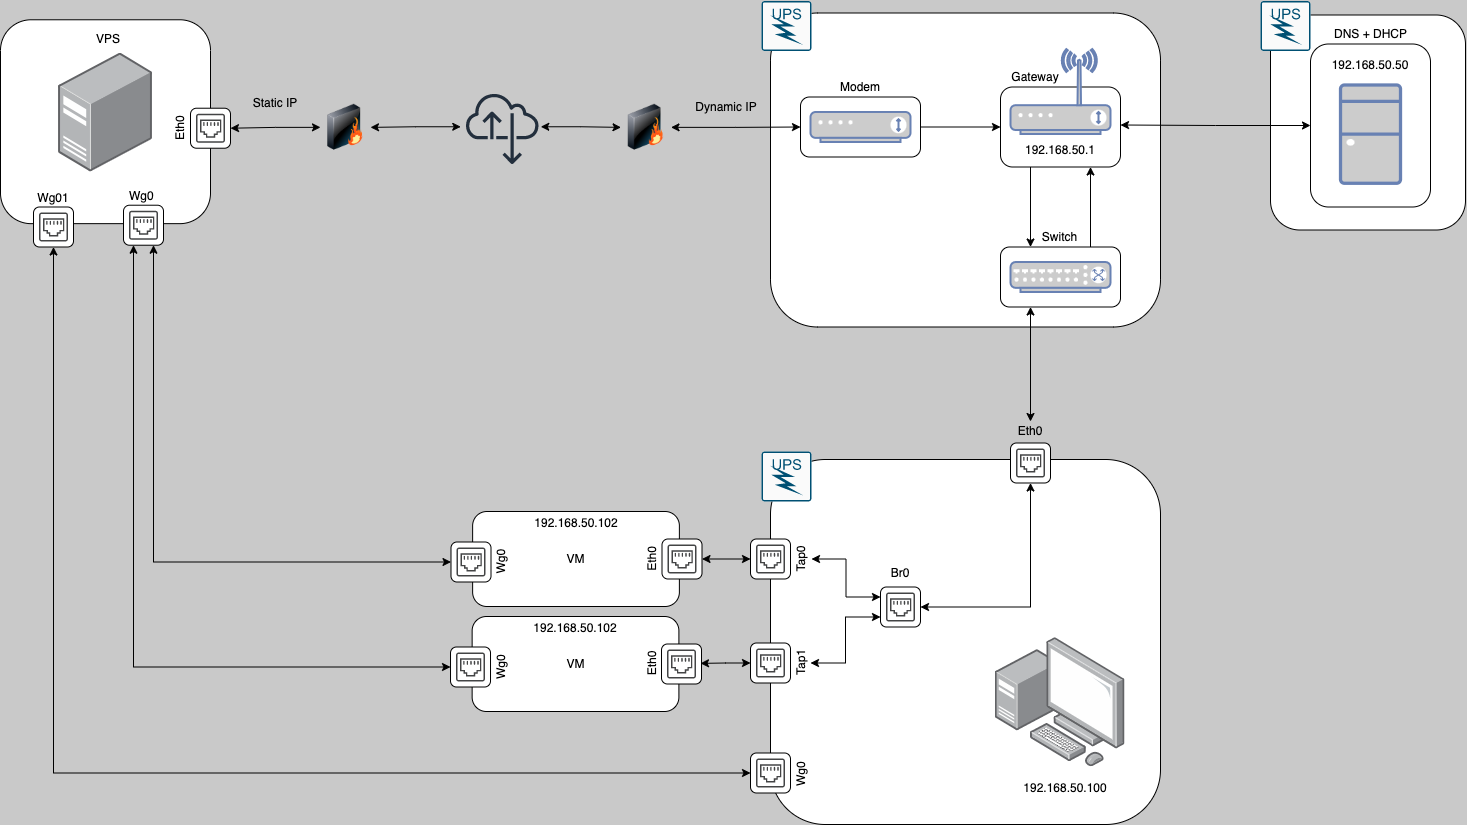 VPS
Static IP
Eth0
Wg01
Wg0
Dynamic IP
UPS
Modem
Gateway
192.168.50.1
Switch
UPS
DNS + DHCP
192.168.50.50
Eth0
UPS
192.168.50.102
Wg0
VM
Eth0
Tap0
Br0
192.168.50.102
Wg0
VM
Eth0
Tap1
Wg0
192.168.50.100